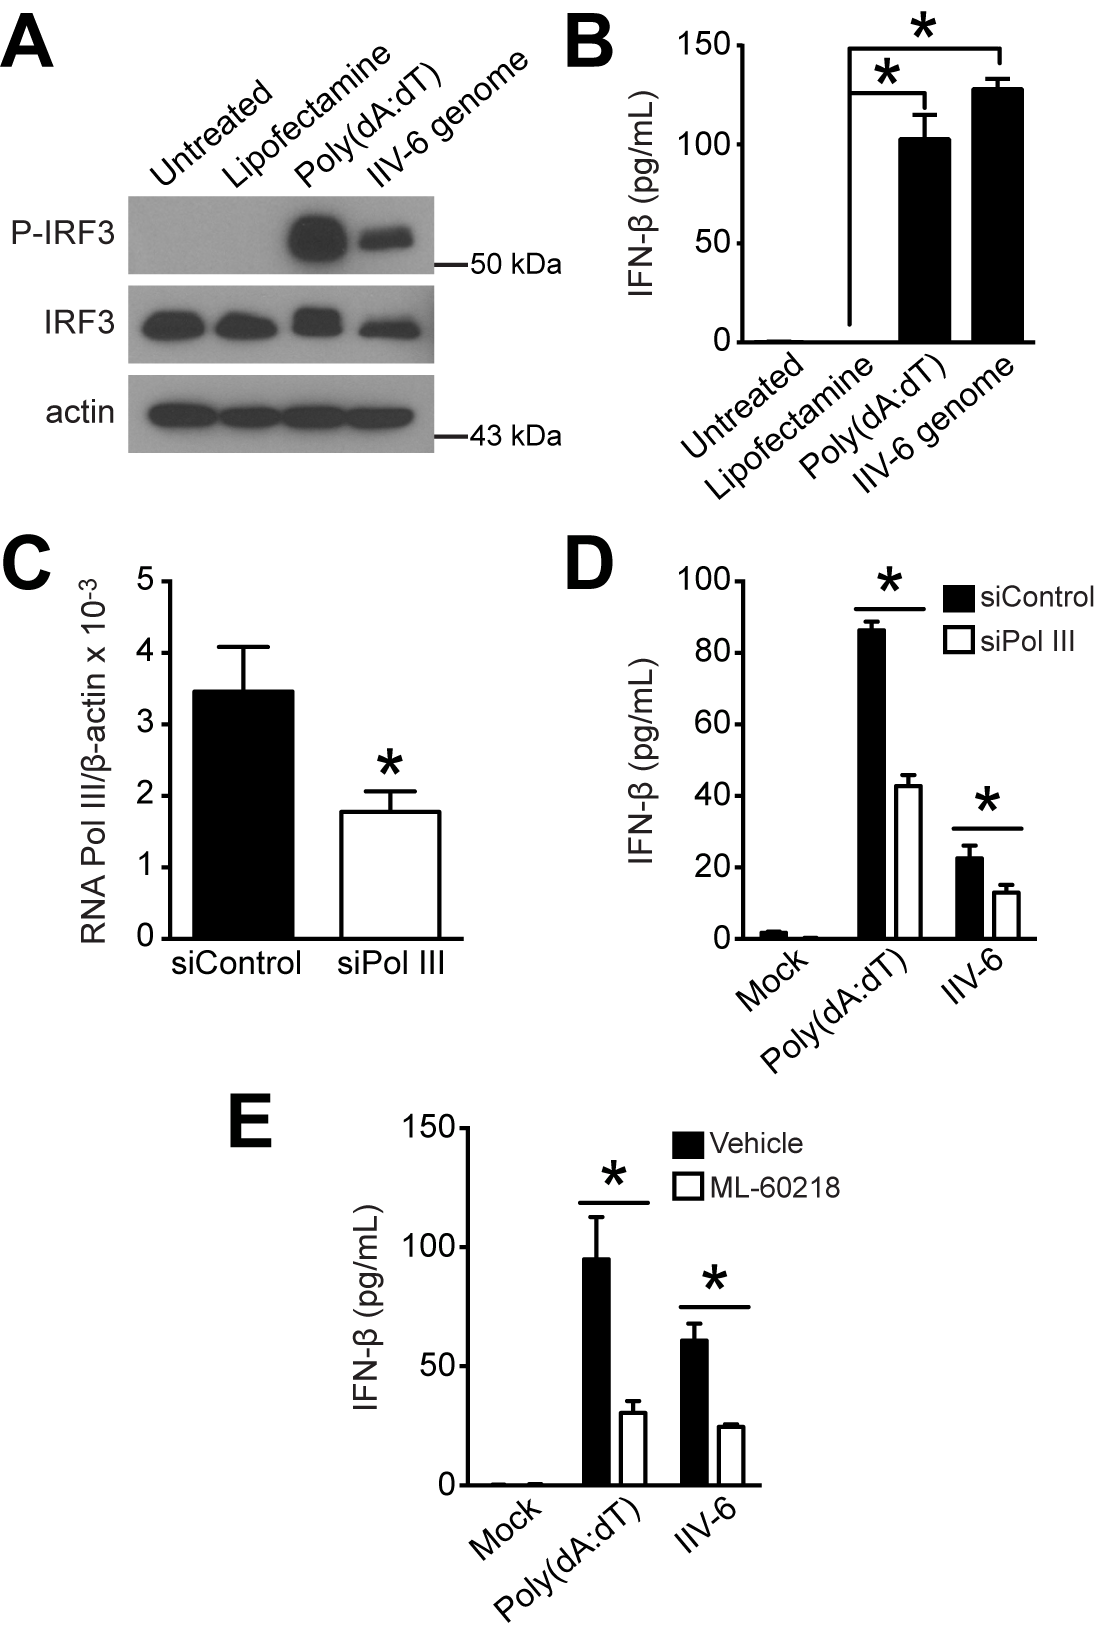 A
Untreated
Lipofectamine
Poly(dA:dT)
IIV-6 genome
P-IRF3
50 kDa
IRF3
actin
43 kDa
B
IFN-β (pg/mL)
150
100
50
0
*
*
Untreated
Lipofectamine
Poly(dA:dT)
IIV-6 genome
C
RNA Pol III/β-actin x 10-3
5
4
3
2
1
0
*
siControl
siPol III
D
IFN-β (pg/mL)
100
80
60
40
20
0
*
*
siControl
siPol III
Mock
Poly(dA:dT)
IIV-6
E
IFN-β (pg/mL)
150
100
50
0
*
*
Vehicle
ML-60218
Mock
Poly(dA:dT)
IIV-6